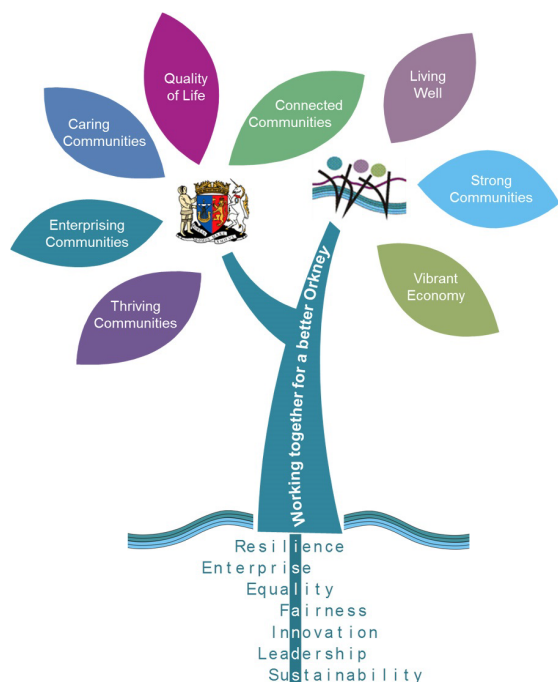 Quality
of Life
Connected
Communities
Living
Well
Caring
Communities
Strong
Communities
Enterprising
Communities
Vibrant
Economy
Thriving
Communities
Working together for a better Orkney
Resilience
Enterprise
Equality
Fairness
Innovation
Leadership
Sustainability